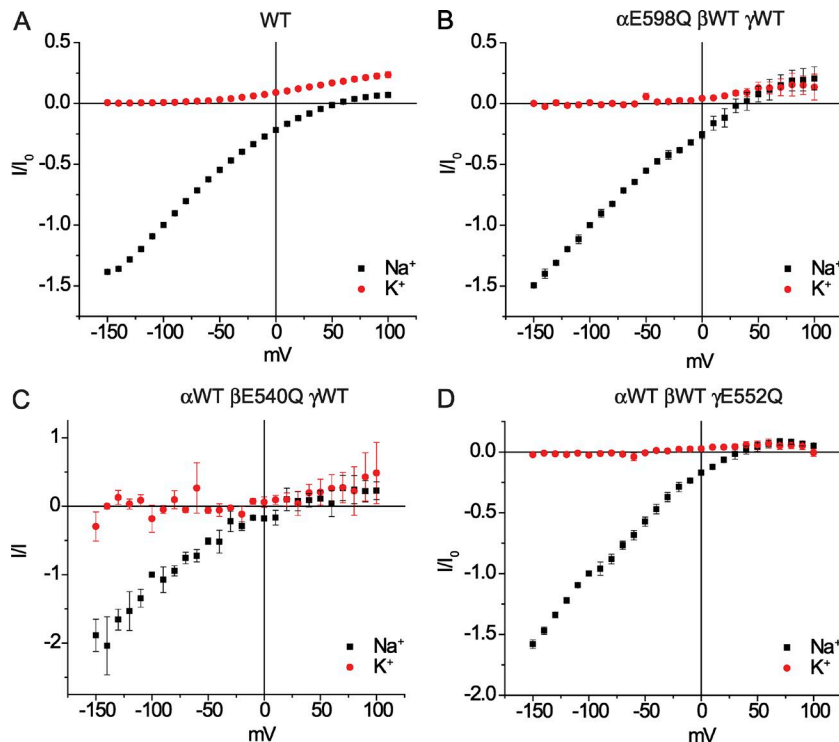 A
WT
0.5
0.0
-0.5
-1.0
-1.5
I/I₀
-150 -100 -50 0 50 100
mV
Na⁺
K⁺
B
αE598Q βWT γWT
0.5
0.0
-0.5
-1.0
-1.5
I/I₀
-150 -100 -50 0 50 100
mV
Na⁺
K⁺
C
αWT βE540Q γWT
1
0
-1
-2
I/I
-150 -100 -50 0 50 100
mV
Na⁺
K⁺
D
αWT βWT γE552Q
0.0
-0.5
-1.0
-1.5
-2.0
I/I₀
-150 -100 -50 0 50 100
mV
Na⁺
K⁺